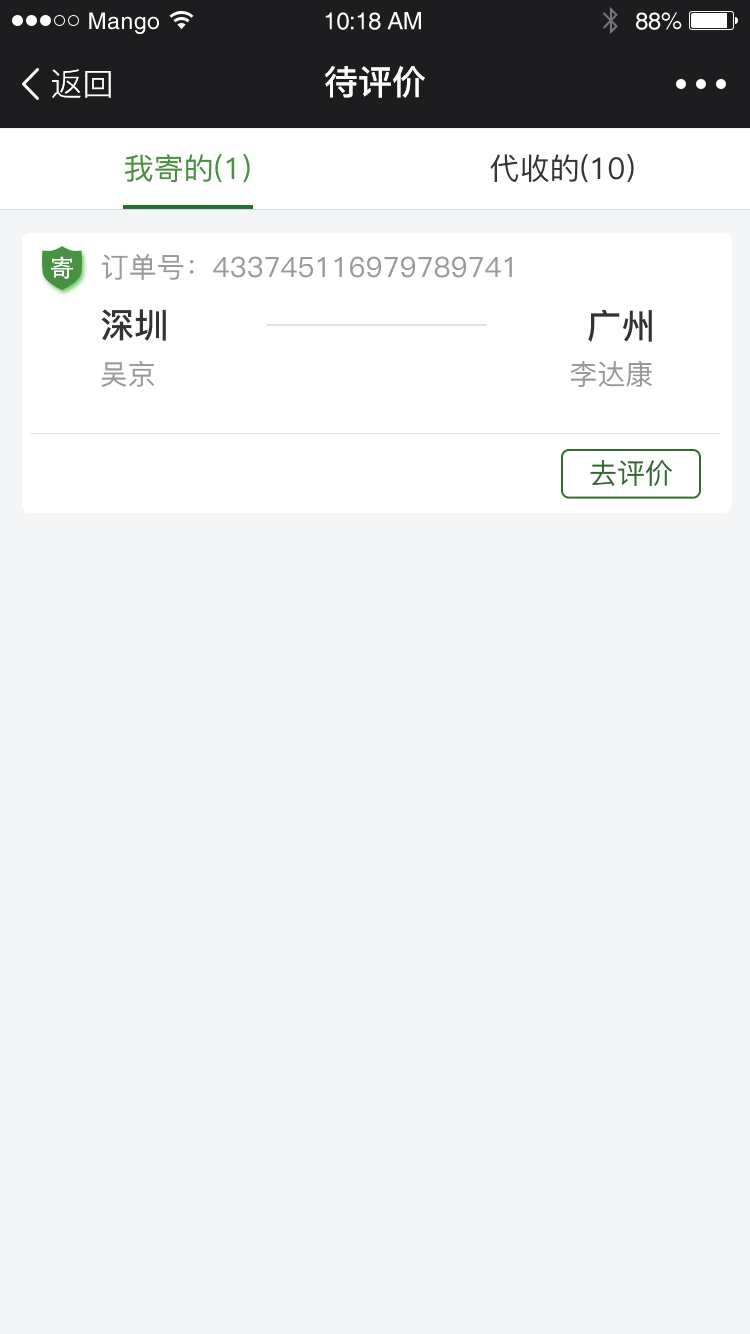 Mango 10:18 AM 88%
返回 待评价
我寄的(1) 代收的(10)
寄 订单号：433745116979789741
深圳 广州
吴京 李达康
去评价